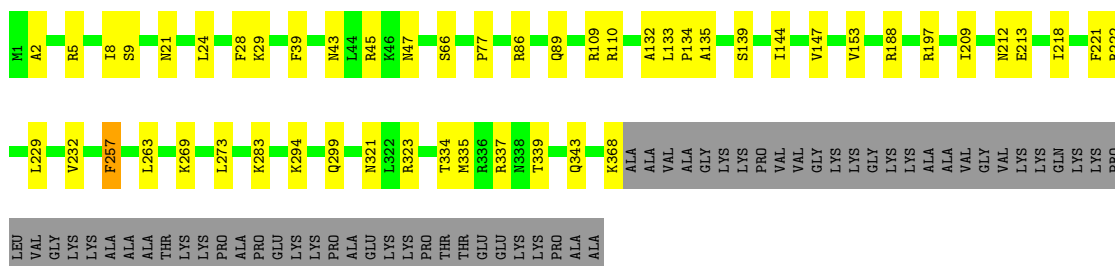 M1 A2 R5 I8 S9 N21 L24 F28 K29 F39 N43 L44 R45 K46 N47 S66 P77 R86 Q89 R109 R110 A132 L133 P134 A135 S139 I144 V147 V153 R188 R197 I209 N212 E213 I218 F221
L229 V232 F257 L263 K269 L273 K283 K294 Q299 N321 L322 R323 T334 M335 R336 R337 N338 T339 Q343 K368 ALA ALA VAL ALA GLY LYS LYS PRO VAL VAL GLY LYS LYS GLY LYS LYS ALA ALA VAL GLY VAL LYS LYS GLN LYS LYS PRO
LEU VAL GLY LYS LYS ALA ALA ALA THR LYS LYS PRO ALA PRO GLU LYS LYS PRO ALA GLU LYS LYS PRO THR THR GLU GLU LYS LYS PRO ALA ALA